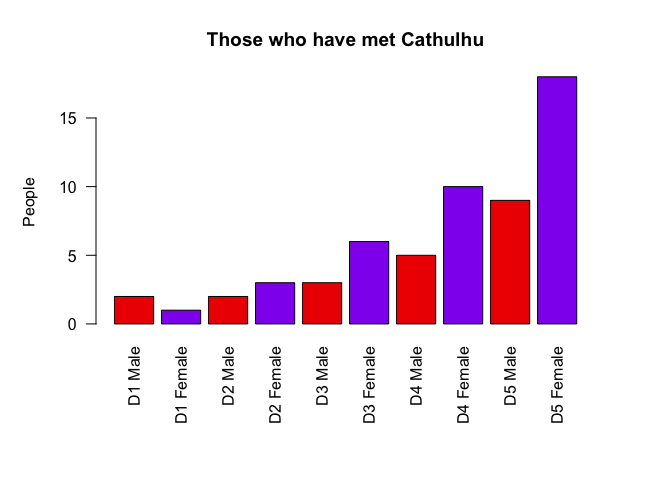 Those who have met Cathulhu
People
15
10
5
0
D1 Male
D1 Female
D2 Male
D2 Female
D3 Male
D3 Female
D4 Male
D4 Female
D5 Male
D5 Female